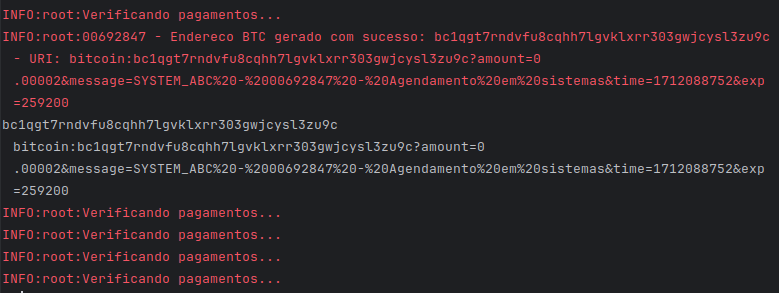 INFO:root:Verificando pagamentos...
INFO:root:00692847 - Endereco BTC gerado com sucesso: bc1qgt7rndvfu8cqhh7lgvklxrr303gwjcysl3zu9c
- URI: bitcoin:bc1qgt7rndvfu8cqhh7lgvklxrr303gwjcysl3zu9c?amount=0
.00002&message=SYSTEM_ABC%20-%2000692847%20-%20Agendamento%20em%20sistemas&time=1712088752&exp
=259200
bc1qgt7rndvfu8cqhh7lgvklxrr303gwjcysl3zu9c
bitcoin:bc1qgt7rndvfu8cqhh7lgvklxrr303gwjcysl3zu9c?amount=0
.00002&message=SYSTEM_ABC%20-%2000692847%20-%20Agendamento%20em%20sistemas&time=1712088752&exp
=259200
INFO:root:Verificando pagamentos...
INFO:root:Verificando pagamentos...
INFO:root:Verificando pagamentos...
INFO:root:Verificando pagamentos...